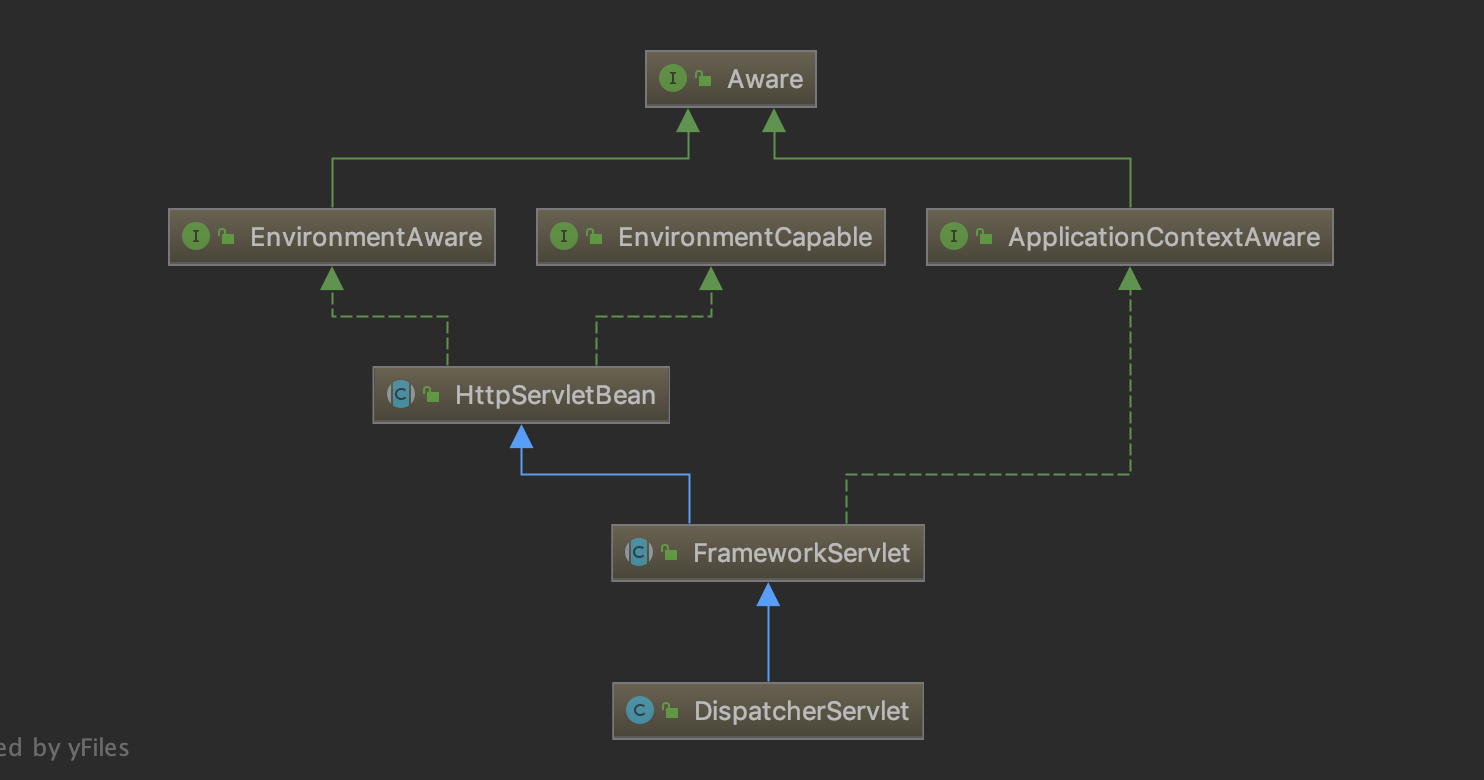 Aware
EnvironmentAware
EnvironmentCapable
ApplicationContextAware
HttpServletBean
FrameworkServlet
DispatcherServlet
ed by yFiles